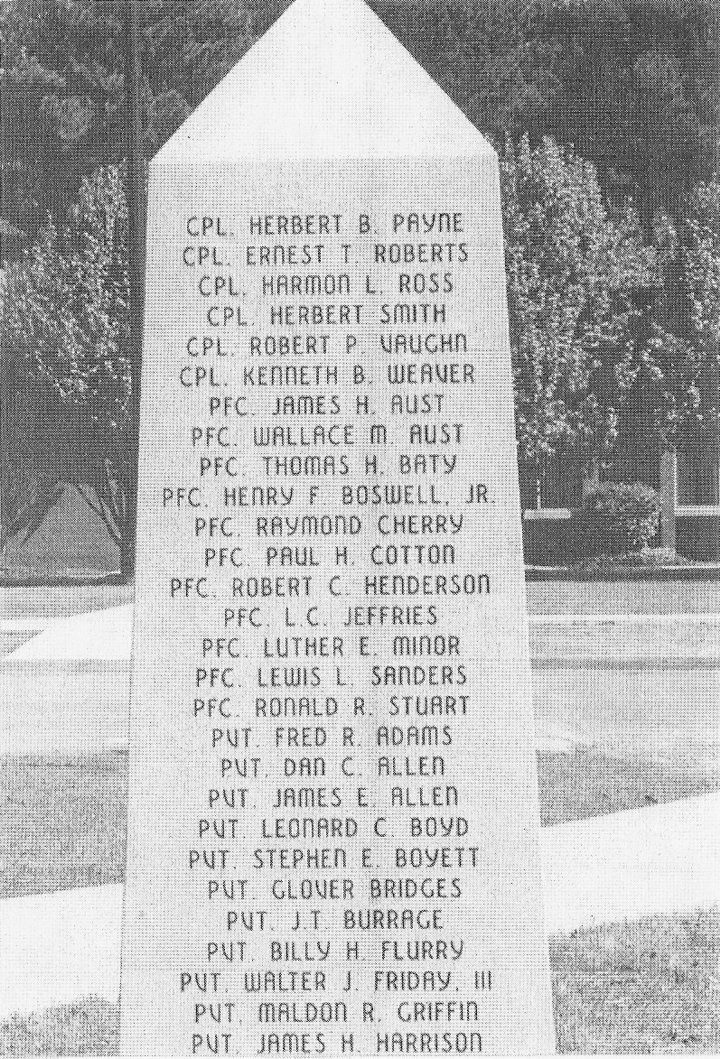 CPL. HERBERT B. PAYNE
CPL. ERNEST T. ROBERTS
CPL. HARMON L. ROSS
CPL. HERBERT SMITH
CPL. ROBERT P. VAUGHN
CPL. KENNETH B. WEAVER
PFC. JAMES H. AUST
PFC. WALLACE M. AUST
PFC. THOMAS H. BATY
PFC. HENRY F. BOSWELL, JR.
PFC. RAYMOND CHERRY
PFC. PAUL H. COTTON
PFC. ROBERT C. HENDERSON
PFC. L.C. JEFFRIES
PFC. LUTHER E. MINOR
PFC. LEWIS L. SANDERS
PFC. RONALD R. STUART
PVT. FRED R. ADAMS
PVT. DAN C. ALLEN
PVT. JAMES E. ALLEN
PVT. LEONARD C. BOYD
PVT. STEPHEN E. BOYETT
PVT. GLOVER BRIDGES
PVT. J.T. BURRAGE
PVT. BILLY H. FLURRY
PVT. WALTER J. FRIDAY, III
PVT. MALDON R. GRIFFIN
PVT. JAMES H. HARRISON